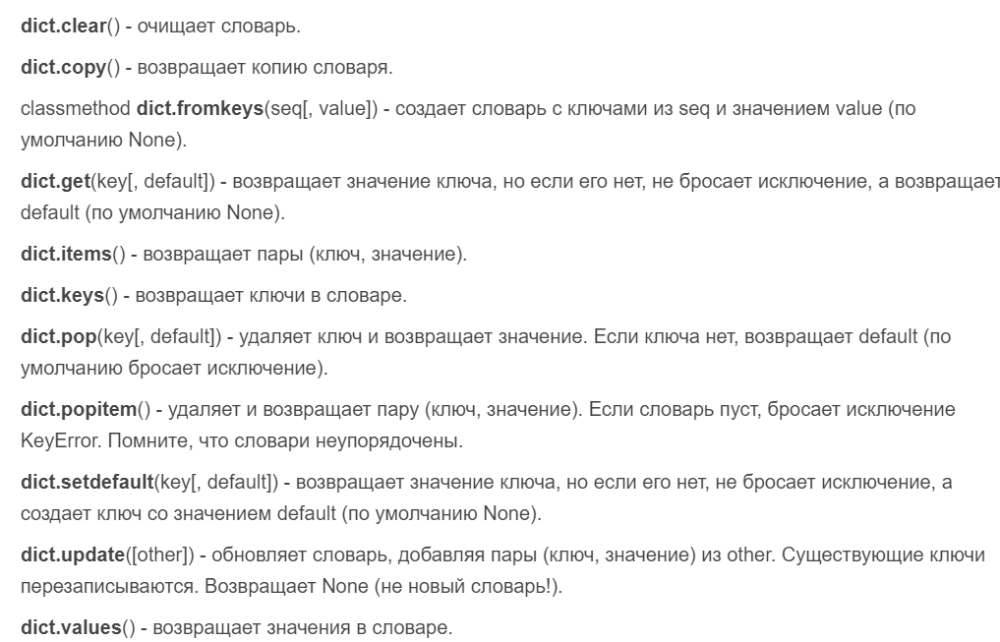 dict.clear() - очищает словарь.
dict.copy() - возвращает копию словаря.
classmethod dict.fromkeys(seq[, value]) - создает словарь с ключами из seq и значением value (по
умолчанию None).
dict.get(key[, default]) - возвращает значение ключа, но если его нет, не бросает исключение, а возвращает
default (по умолчанию None).
dict.items() - возвращает пары (ключ, значение).
dict.keys() - возвращает ключи в словаре.
dict.pop(key[, default]) - удаляет ключ и возвращает значение. Если ключа нет, возвращает default (по
умолчанию бросает исключение).
dict.popitem() - удаляет и возвращает пару (ключ, значение). Если словарь пуст, бросает исключение
KeyError. Помните, что словари неупорядочены.
dict.setdefault(key[, default]) - возвращает значение ключа, но если его нет, не бросает исключение, а
создает ключ со значением default (по умолчанию None).
dict.update([other]) - обновляет словарь, добавляя пары (ключ, значение) из other. Существующие ключи
перезаписываются. Возвращает None (не новый словарь!).
dict.values() - возвращает значения в словаре.